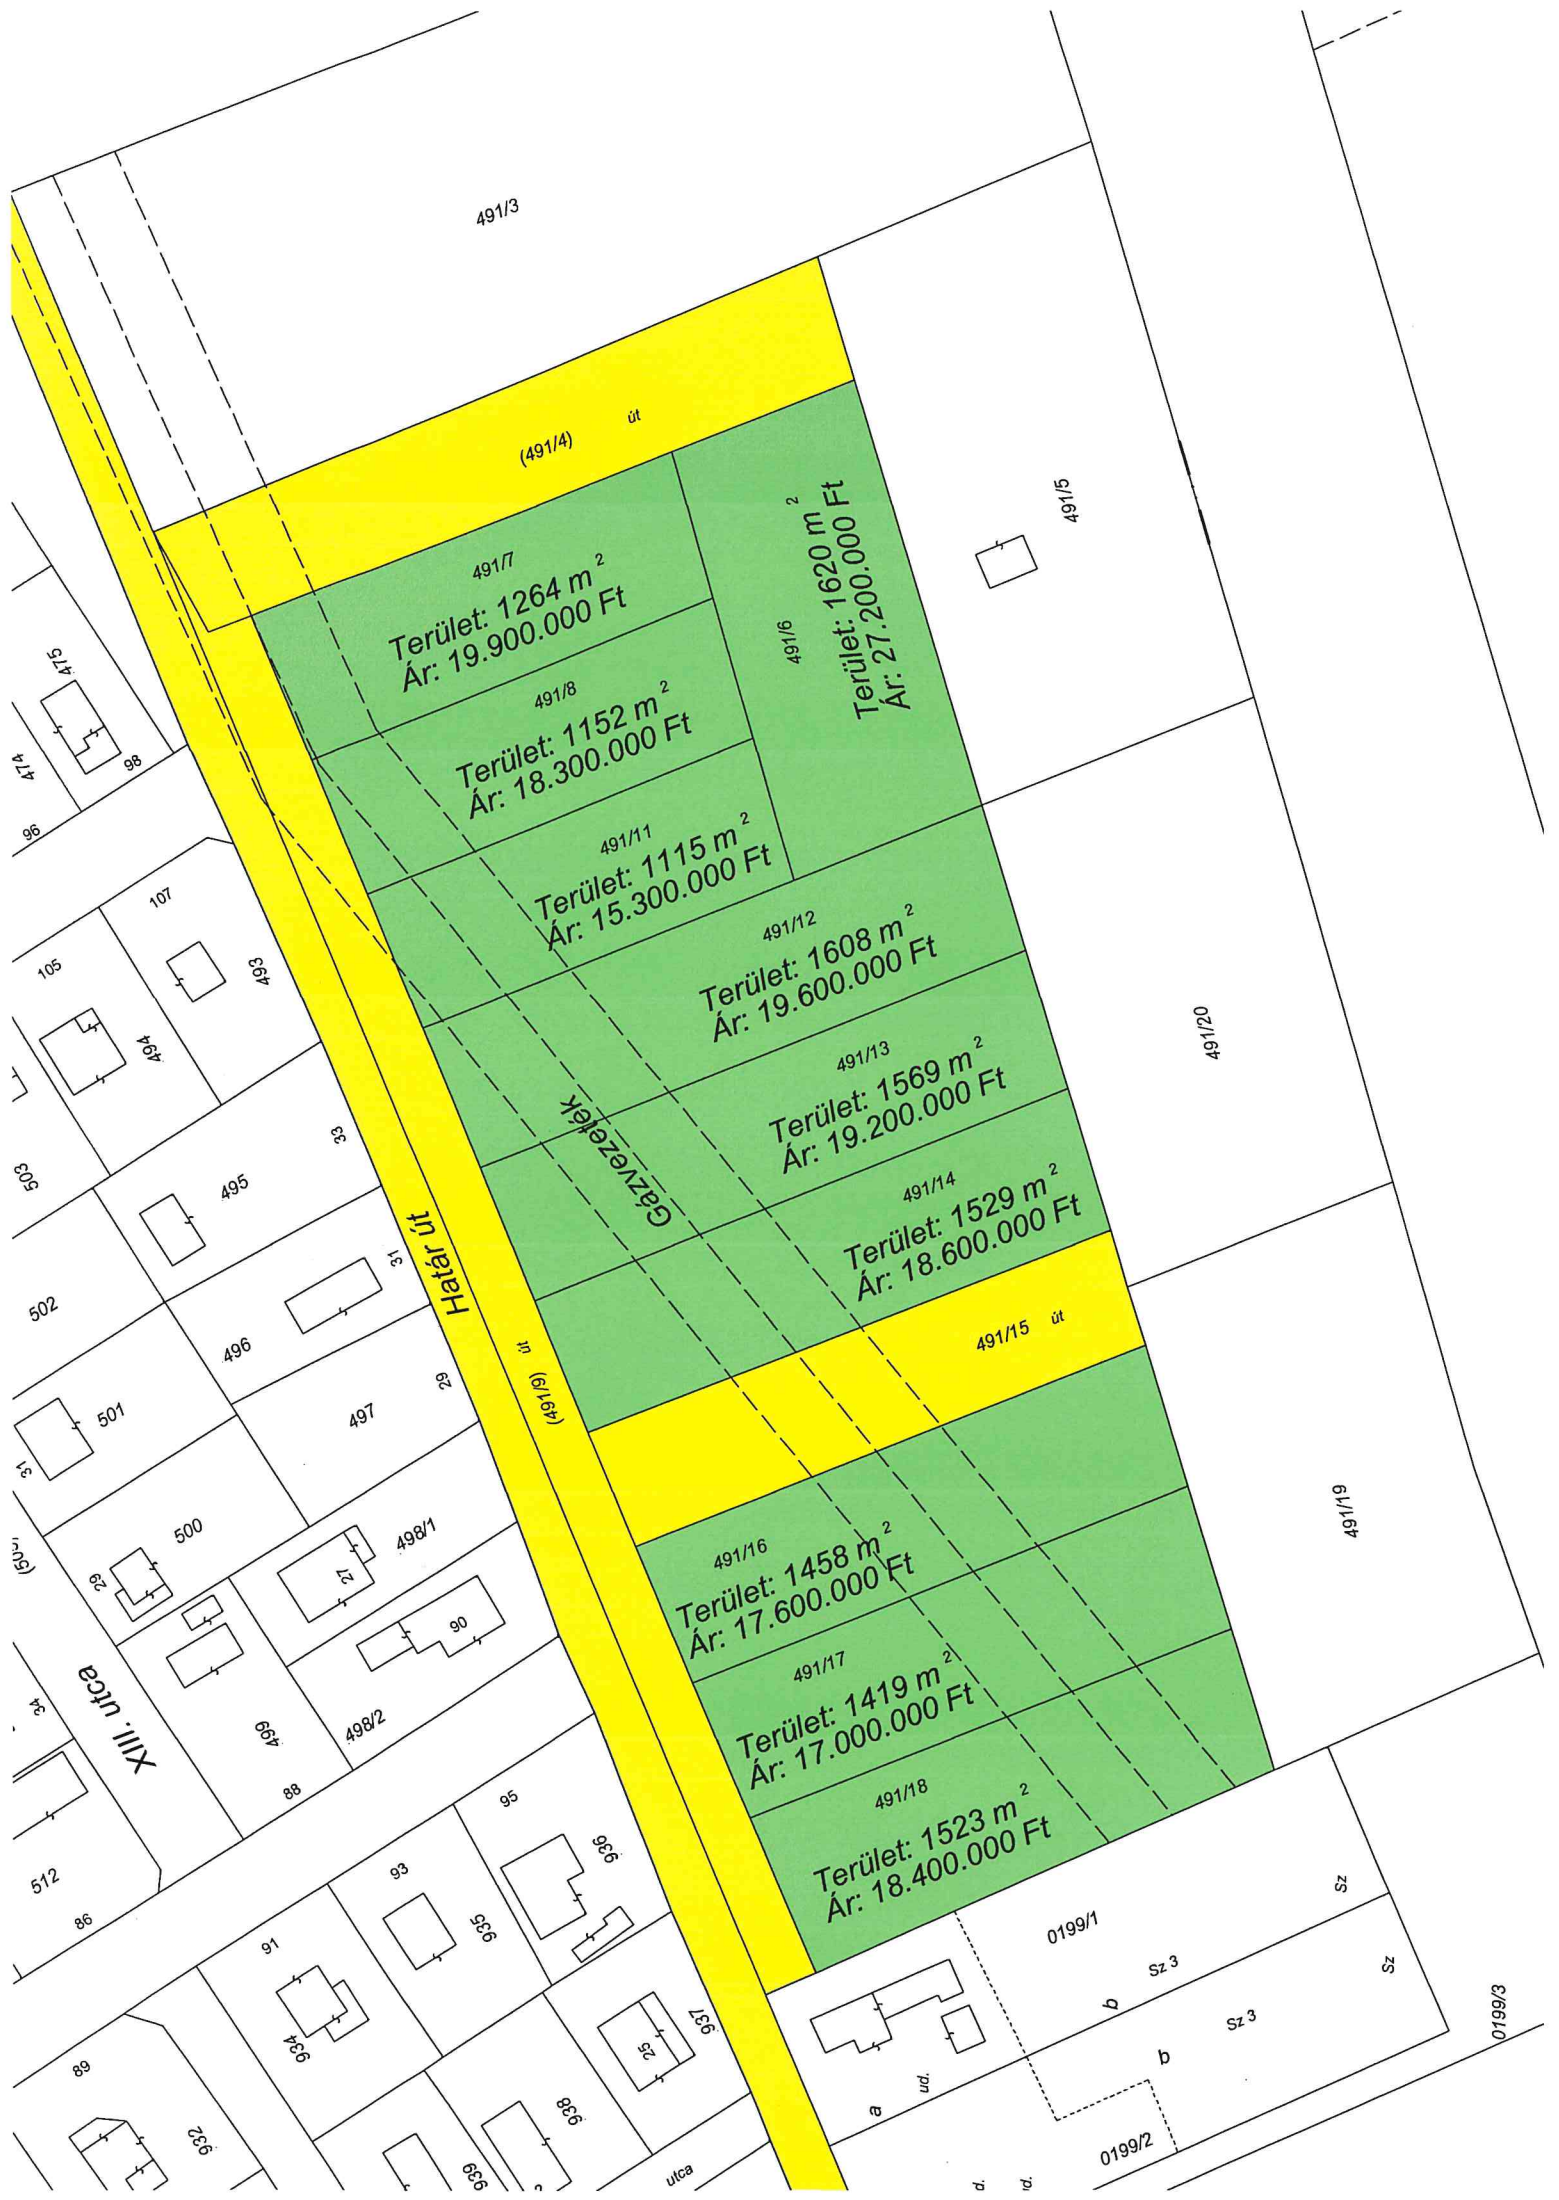 491/3
(491/4) út
491/7
Terület: 1264 m²
Ár: 19.900.000 Ft
491/6
Terület: 1620 m²
Ár: 27.200.000 Ft
491/5
491/8
Terület: 1152 m²
Ár: 18.300.000 Ft
491/11
Terület: 1115 m²
Ár: 15.300.000 Ft
491/12
Terület: 1608 m²
Ár: 19.600.000 Ft
491/13
Terület: 1569 m²
Ár: 19.200.000 Ft
491/14
Terület: 1529 m²
Ár: 18.600.000 Ft
Gázvezeték
491/20
491/15 út
491/16
Terület: 1458 m²
Ár: 17.600.000 Ft
491/17
Terület: 1419 m²
Ár: 17.000.000 Ft
491/18
Terület: 1523 m²
Ár: 18.400.000 Ft
491/19
Határ út
(491/9) út
475
474
98
96
107
105
493
494
33
503
495
31
502
496
29
501
497
31
500
498/1
29
27
90
XIII. utca
34
499
498/2
88
512
86
95
93
936
935
91
934
937
25
89
932
938
939
utca
0199/1
Sz
Sz 3
b
Sz
Sz 3
b
a
ud.
0199/2
0199/3